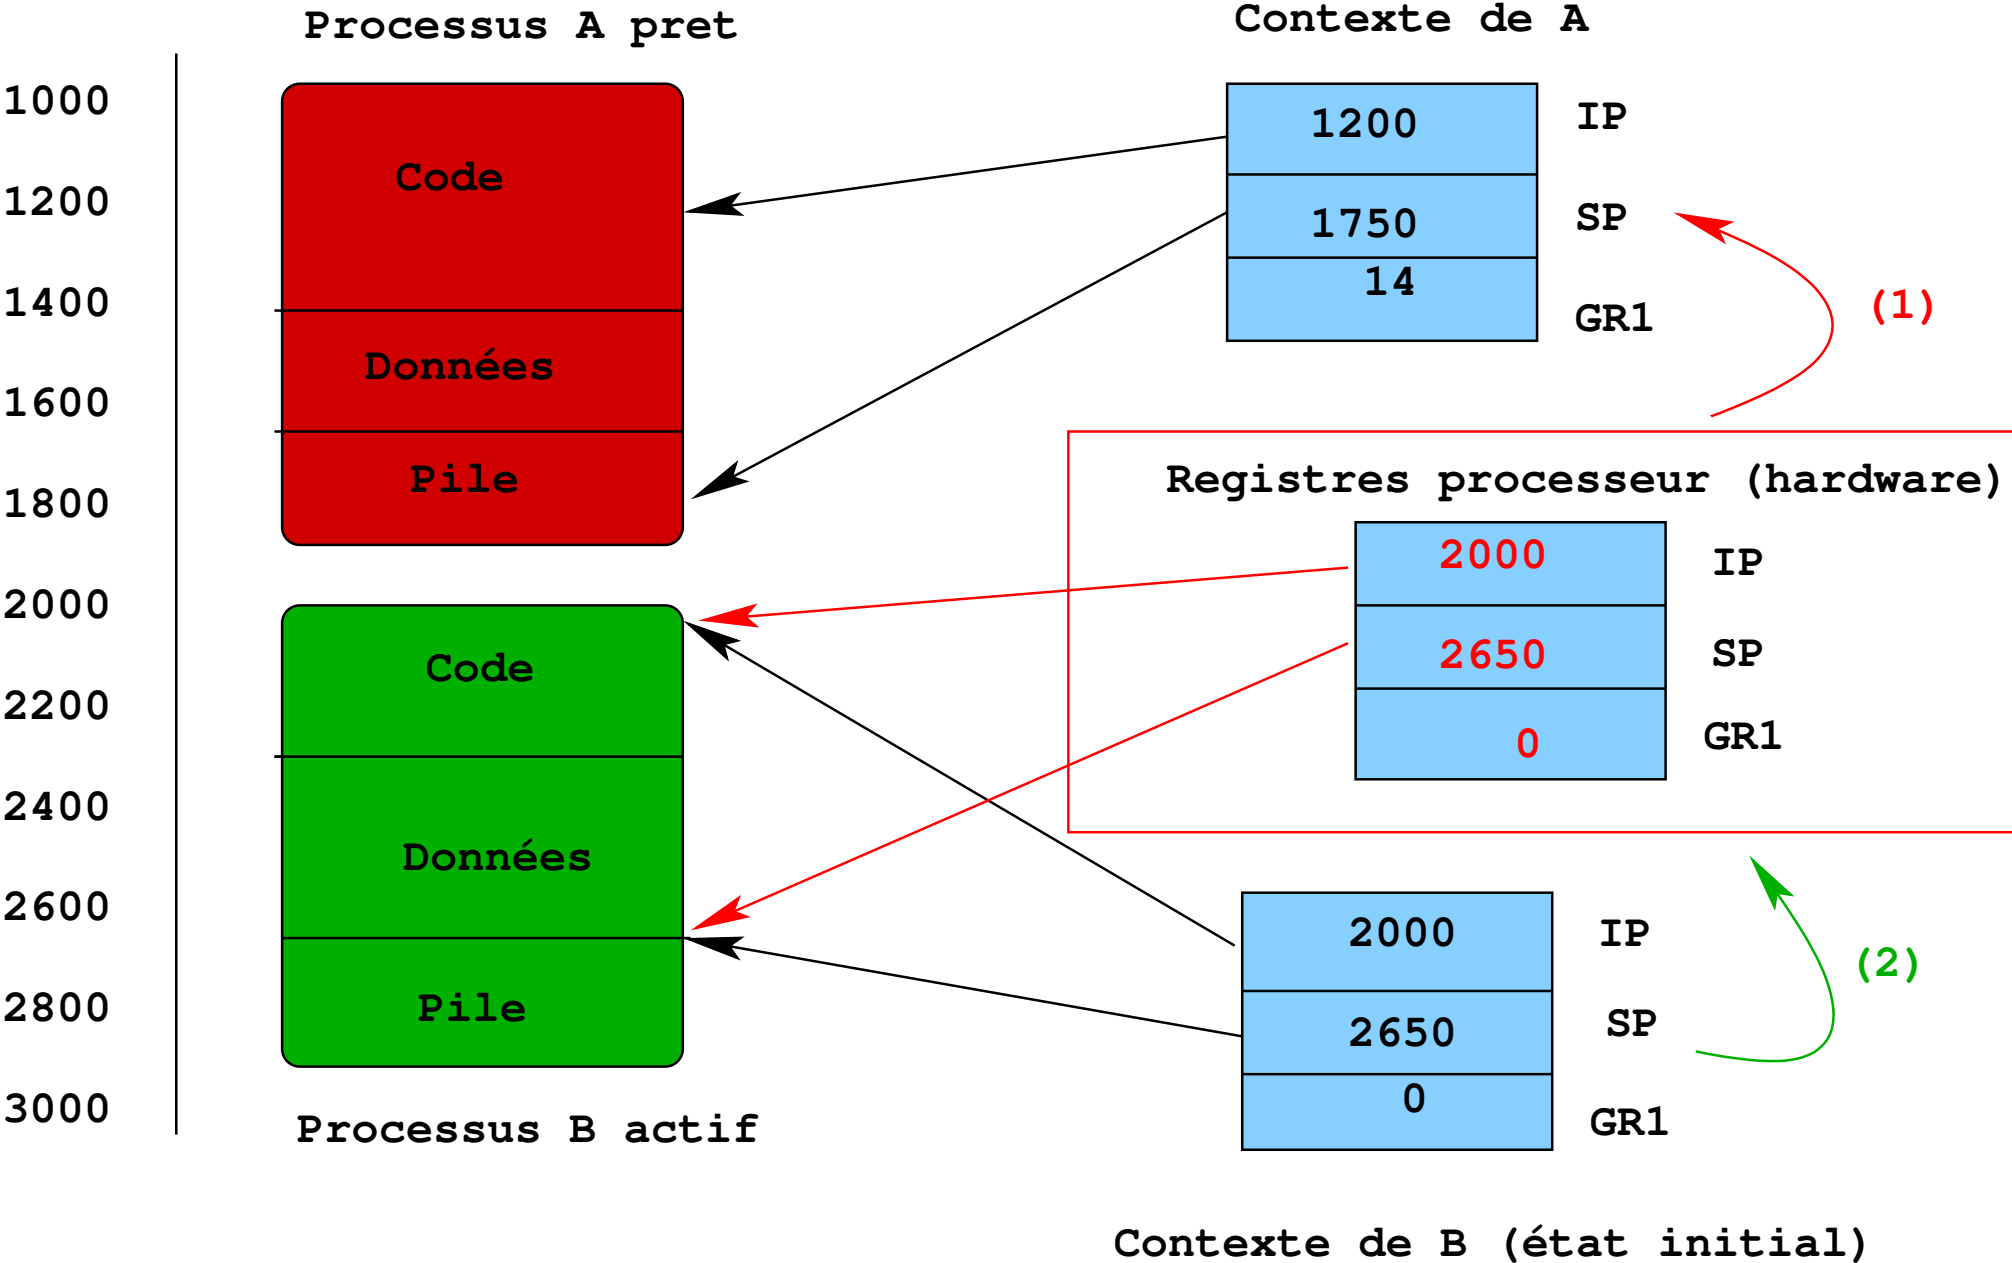 Processus A pret
Contexte de A
1000
1200
1400
1600
1800
2000
2200
2400
2600
2800
3000
Code
Données
Pile
1200 IP
1750 SP
14 GR1
(1)
Registres processeur (hardware)
2000 IP
2650 SP
0 GR1
Code
Données
Pile
2000 IP
2650 SP
0 GR1
(2)
Processus B actif
Contexte de B (état initial)